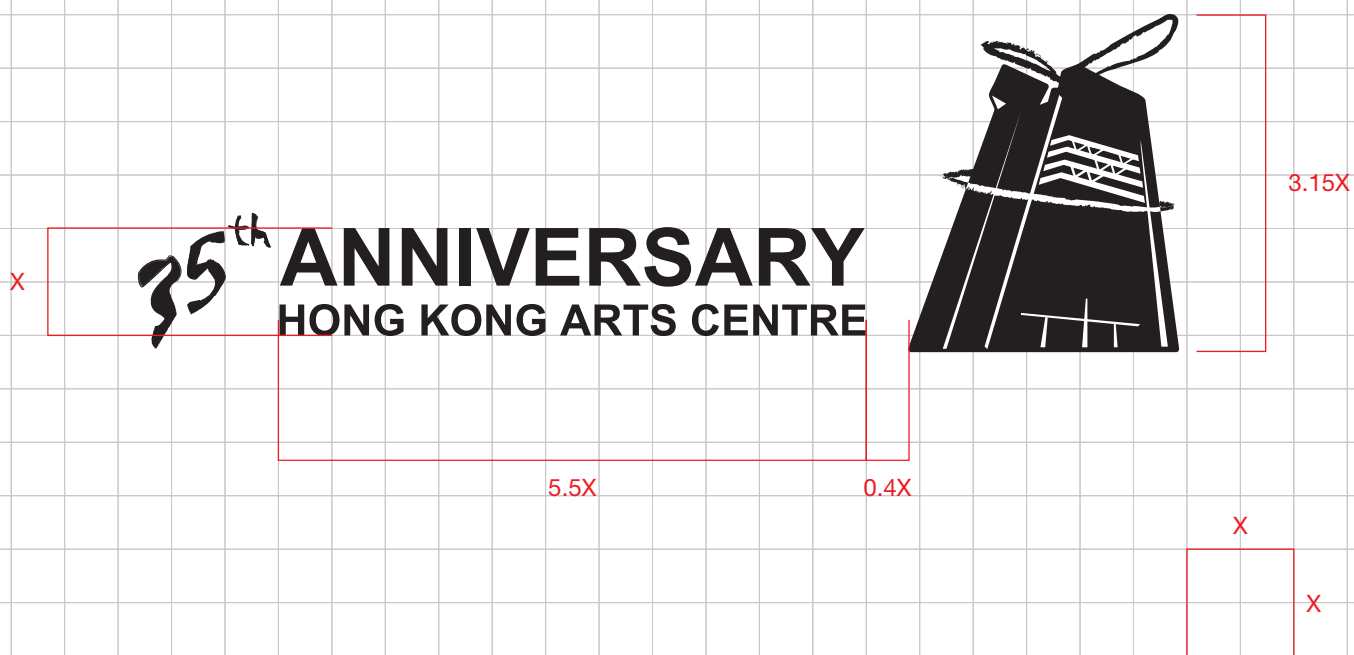 35th ANNIVERSARY
HONG KONG ARTS CENTRE
X
3.15X
5.5X
0.4X
X
X